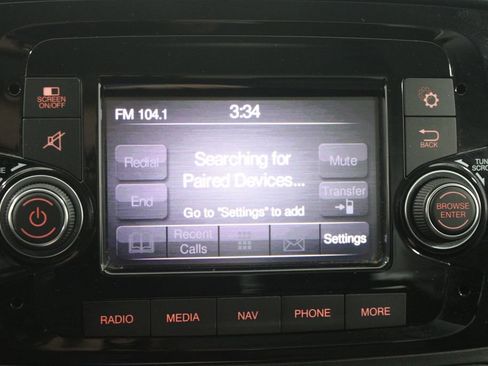 SCREEN
ON/OFF
FM 104.1
3:34
BACK
Redial
Searching for
Paired Devices...
Mute
End
Go to "Settings" to add
Transfer
Recent
Calls
Settings
BROWSE
ENTER
RADIO
MEDIA
NAV
PHONE
MORE